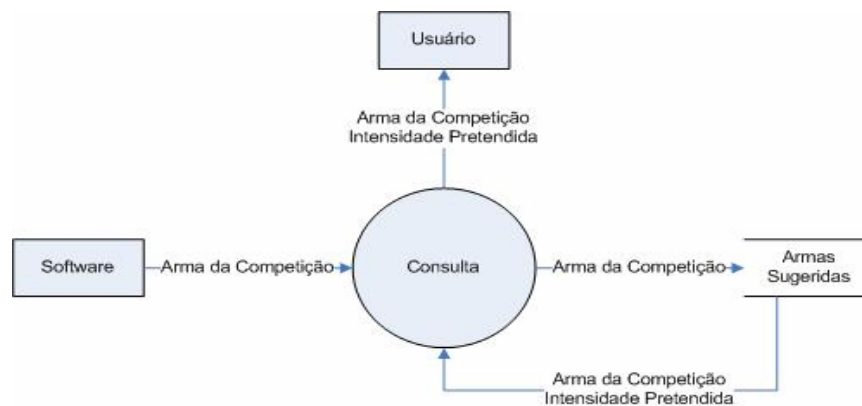 Usuário
Arma da Competição
Intensidade Pretendida
Software
Arma da Competição
Consulta
Arma da Competição
Armas
Sugeridas
Arma da Competição
Intensidade Pretendida